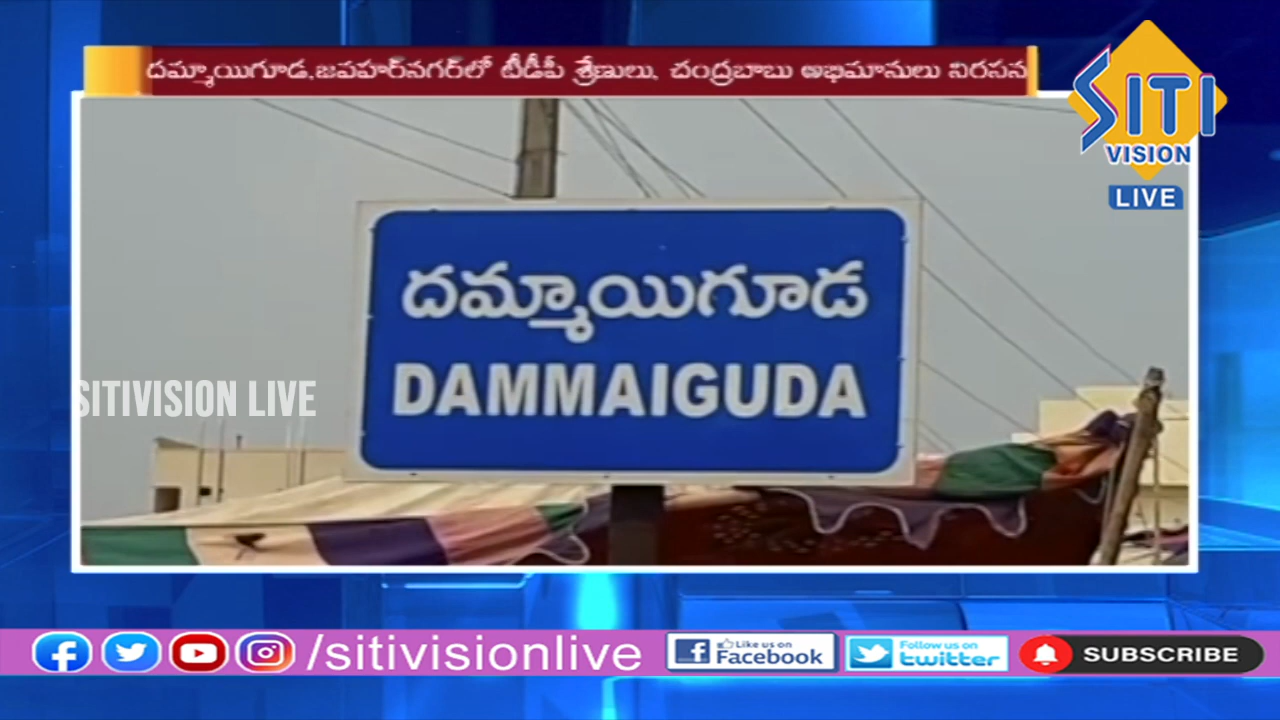 దమ్మాయిగూడ,జవహర్‌నగర్‌లో టీడీపీ శ్రేణులు, చంద్రబాబు అభిమానులు నిరసన
SITI
VISION
LIVE
దమ్మాయిగూడ
DAMMAIGUDA
SITIVISION LIVE
/sitivisionlive
Like us on
Facebook
Follow us on
twitter
SUBSCRIBE